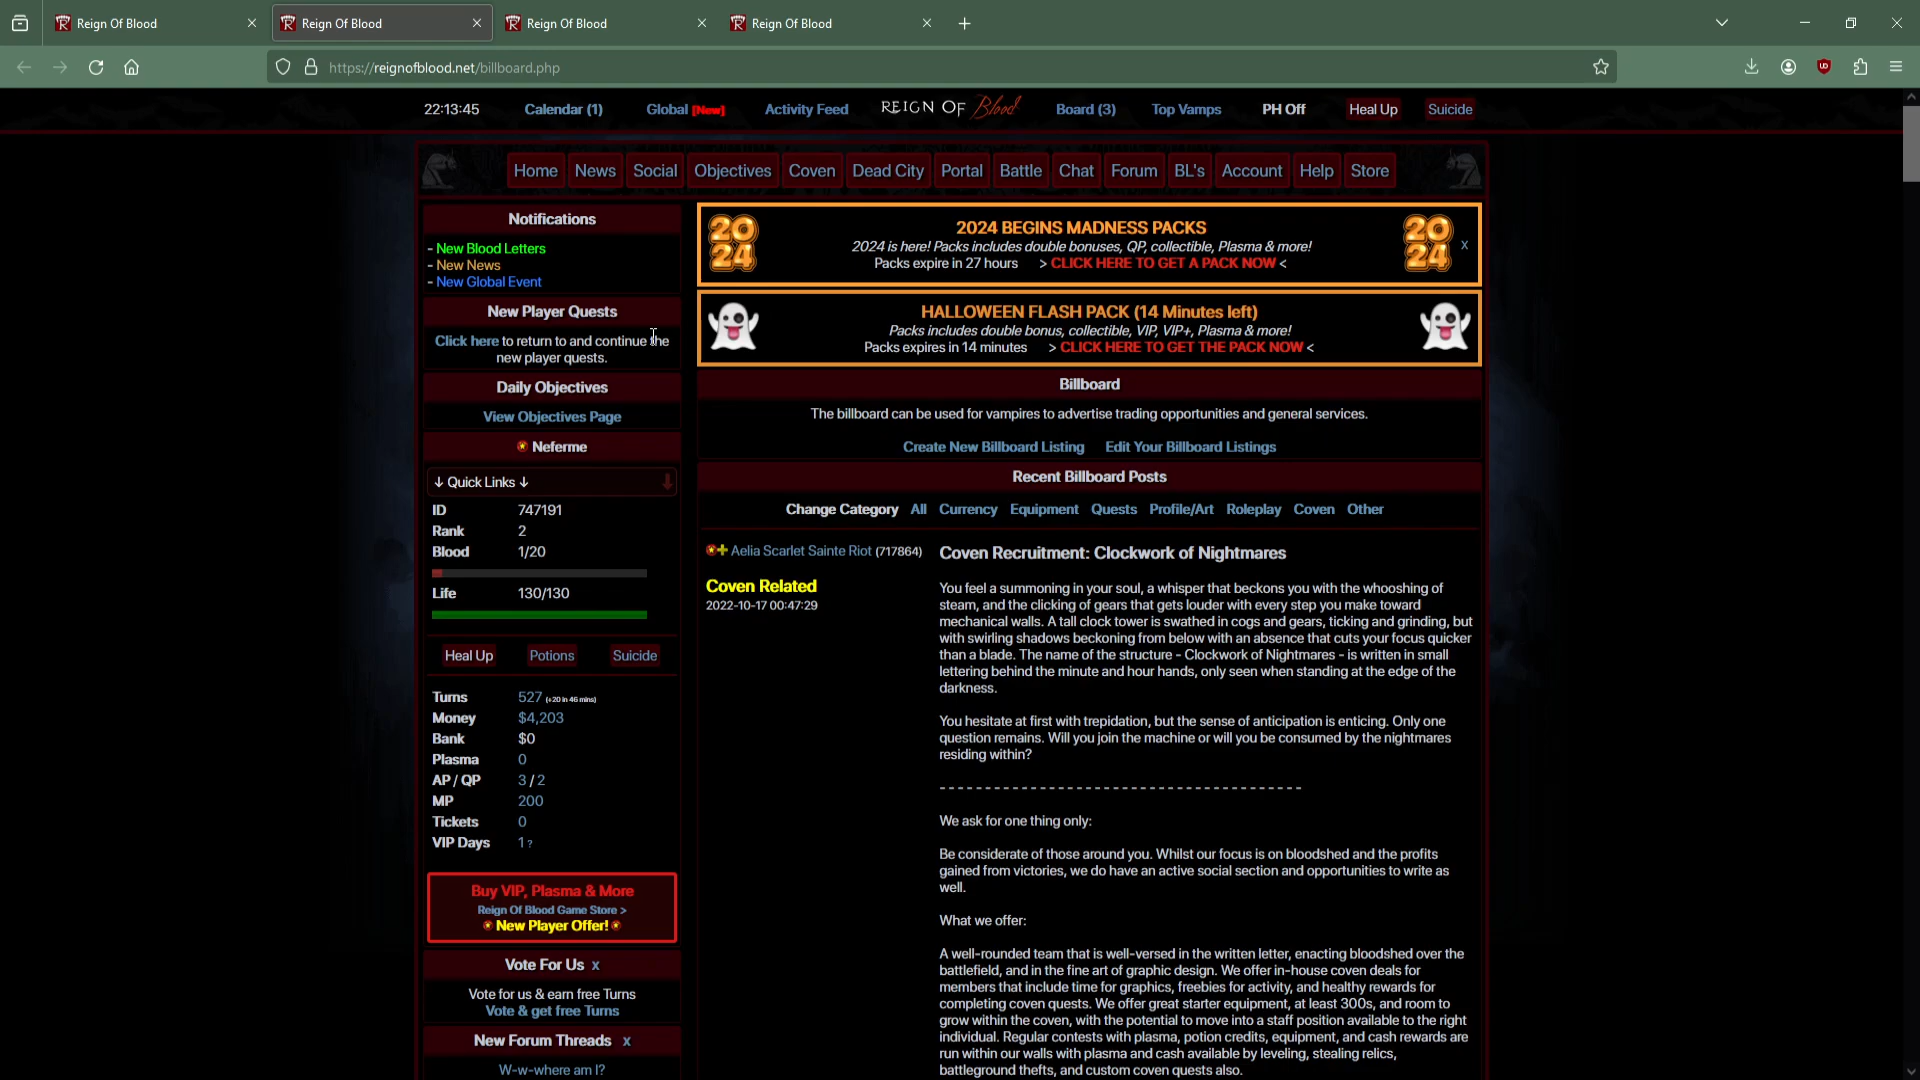 Reign Of Blood
Reign Of Blood
Reign Of Blood
Reign Of Blood
https://reignofblood.net/billboard.php
22:13:45 Calendar (1) Global [New] Activity Feed REIGN OF Blood Board (3) Top Vamps PH Off Heal Up Suicide
Home News Social Objectives Coven Dead City Portal Battle Chat Forum BL's Account Help Store
Notifications
- New Blood Letters
- New News
- New Global Event
New Player Quests
Click here to return to and continue the
new player quests.
Daily Objectives
View Objectives Page
Neferme
↓ Quick Links ↓
ID 747191
Rank 2
Blood 1/20
Life 130/130
Heal Up Potions Suicide
Turns 527 (+20 in 46 mins)
Money $4,203
Bank $0
Plasma 0
AP / QP 3 / 2
MP 200
Tickets 0
VIP Days 1 ?
Buy VIP, Plasma & More
Reign Of Blood Game Store >
New Player Offer!
Vote For Us x
Vote for us & earn free Turns
Vote & get free Turns
New Forum Threads x
W-w-where am I?
2024 BEGINS MADNESS PACKS
2024 is here! Packs includes double bonuses, QP, collectible, Plasma & more!
Packs expire in 27 hours > CLICK HERE TO GET A PACK NOW <
20
24
20
24
x
HALLOWEEN FLASH PACK (14 Minutes left)
Packs includes double bonus, collectible, VIP, VIP+, Plasma & more!
Packs expires in 14 minutes > CLICK HERE TO GET THE PACK NOW <
Billboard
The billboard can be used for vampires to advertise trading opportunities and general services.
Create New Billboard Listing Edit Your Billboard Listings
Recent Billboard Posts
Change Category All Currency Equipment Quests Profile/Art Roleplay Coven Other
Aelia Scarlet Sainte Riot (717864)
Coven Related
2022-10-17 00:47:29
Coven Recruitment: Clockwork of Nightmares
You feel a summoning in your soul, a whisper that beckons you with the whooshing of
steam, and the clicking of gears that gets louder with every step you make toward
mechanical walls. A tall clock tower is swathed in cogs and gears, ticking and grinding, but
with swirling shadows beckoning from below with an absence that cuts your focus quicker
than a blade. The name of the structure - Clockwork of Nightmares - is written in small
lettering behind the minute and hour hands, only seen when standing at the edge of the
darkness.
You hesitate at first with trepidation, but the sense of anticipation is enticing. Only one
question remains. Will you join the machine or will you be consumed by the nightmares
residing within?
- - - - - - - - - - - - - - - - - - - - - - - - - - - - - - - - - - - - - - - -
We ask for one thing only:
Be considerate of those around you. Whilst our focus is on bloodshed and the profits
gained from victories, we do have an active social section and opportunities to write as
well.
What we offer:
A well-rounded team that is well-versed in the written letter, enacting bloodshed over the
battlefield, and in the fine art of graphic design. We offer in-house coven deals for
members that include time for graphics, freebies for activity, and healthy rewards for
completing coven quests. We offer great starter equipment, at least 300s, and room to
grow within the coven, with the potential to move into a staff position available to the right
individual. Regular contests with plasma, potion credits, equipment, and cash rewards are
run within our walls with plasma and cash available by leveling, stealing relics,
battleground thefts, and custom coven quests also.